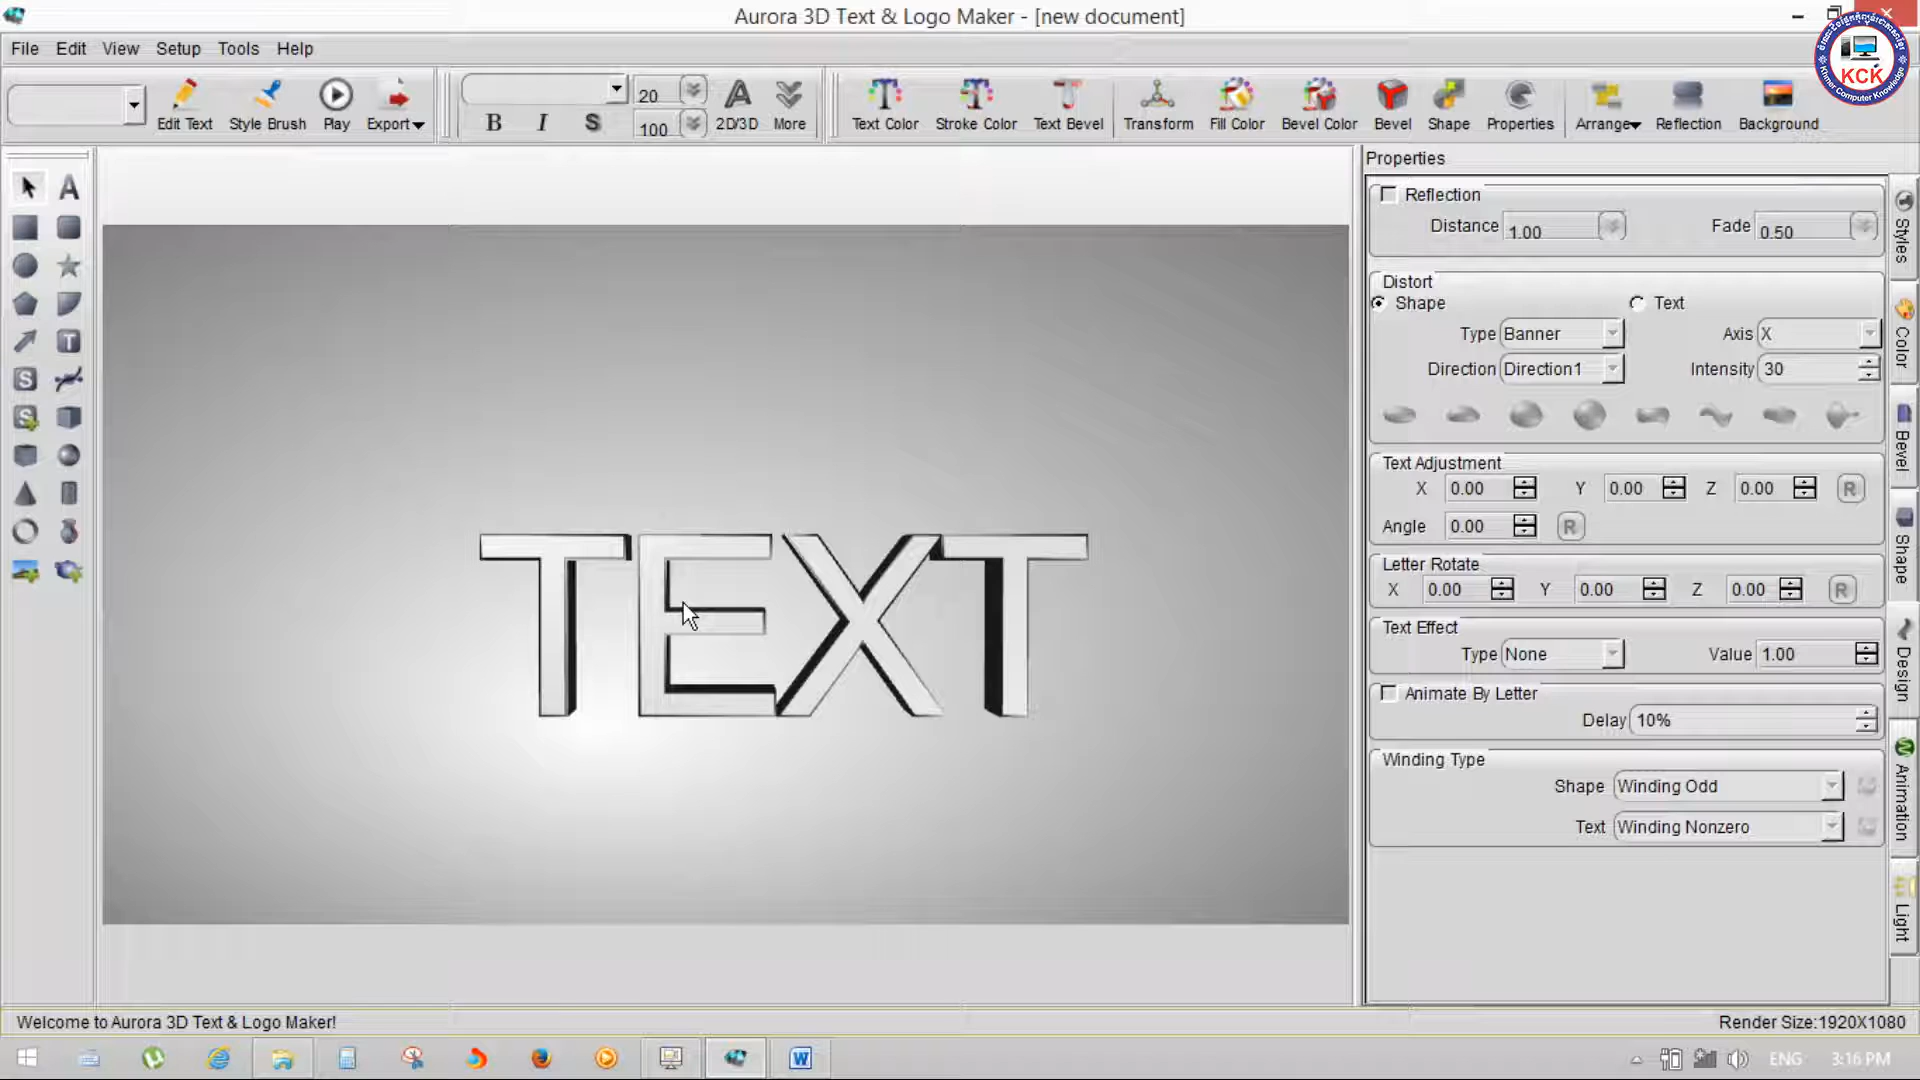 Aurora 3D Text & Logo Maker - [new document]
File Edit View Setup Tools Help
KCK
Khmer Computer Knowledge
20
100
B I S
Edit Text Style Brush Play Export 2D/3D More Text Color Stroke Color Text Bevel Transform Fill Color Bevel Color Bevel Shape Properties Arrange Reflection Background
Properties
Reflection
Distance 1.00 Fade 0.50
Distort
Shape Text
Type Banner Axis X
Direction Direction1 Intensity 30
Text Adjustment
X 0.00 Y 0.00 Z 0.00 R
Angle 0.00 R
Letter Rotate
X 0.00 Y 0.00 Z 0.00 R
Text Effect
Type None Value 1.00
Animate By Letter
Delay 10%
Winding Type
Shape Winding Odd
Text Winding Nonzero
Styles
Color
Bevel
Shape
Design
Animation
Light
TEXT
Welcome to Aurora 3D Text & Logo Maker!
Render Size:1920X1080
ENG 3:16 PM